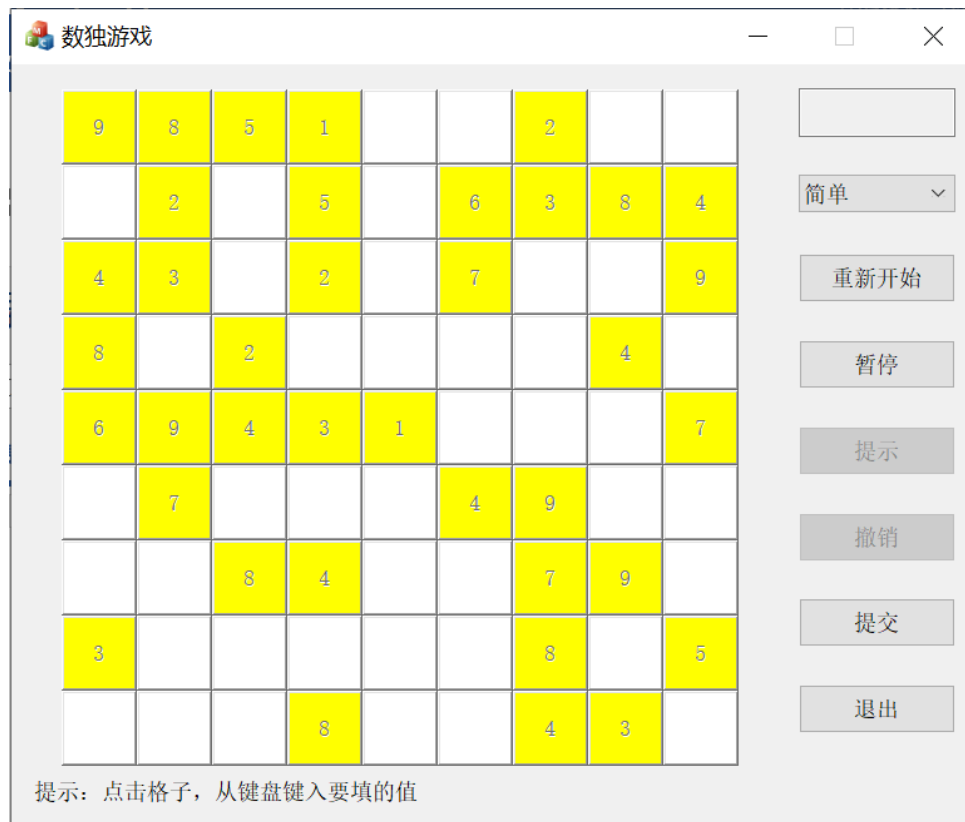 数独游戏
9 8 5 1 2
2 5 6 3 8 4
简单
4 3 2 7 9
重新开始
8 2 4
暂停
6 9 4 3 1 7
提示
7 4 9
撤销
8 4 7 9
3 8 5
提交
8 4 3
退出
提示：点击格子，从键盘键入要填的值